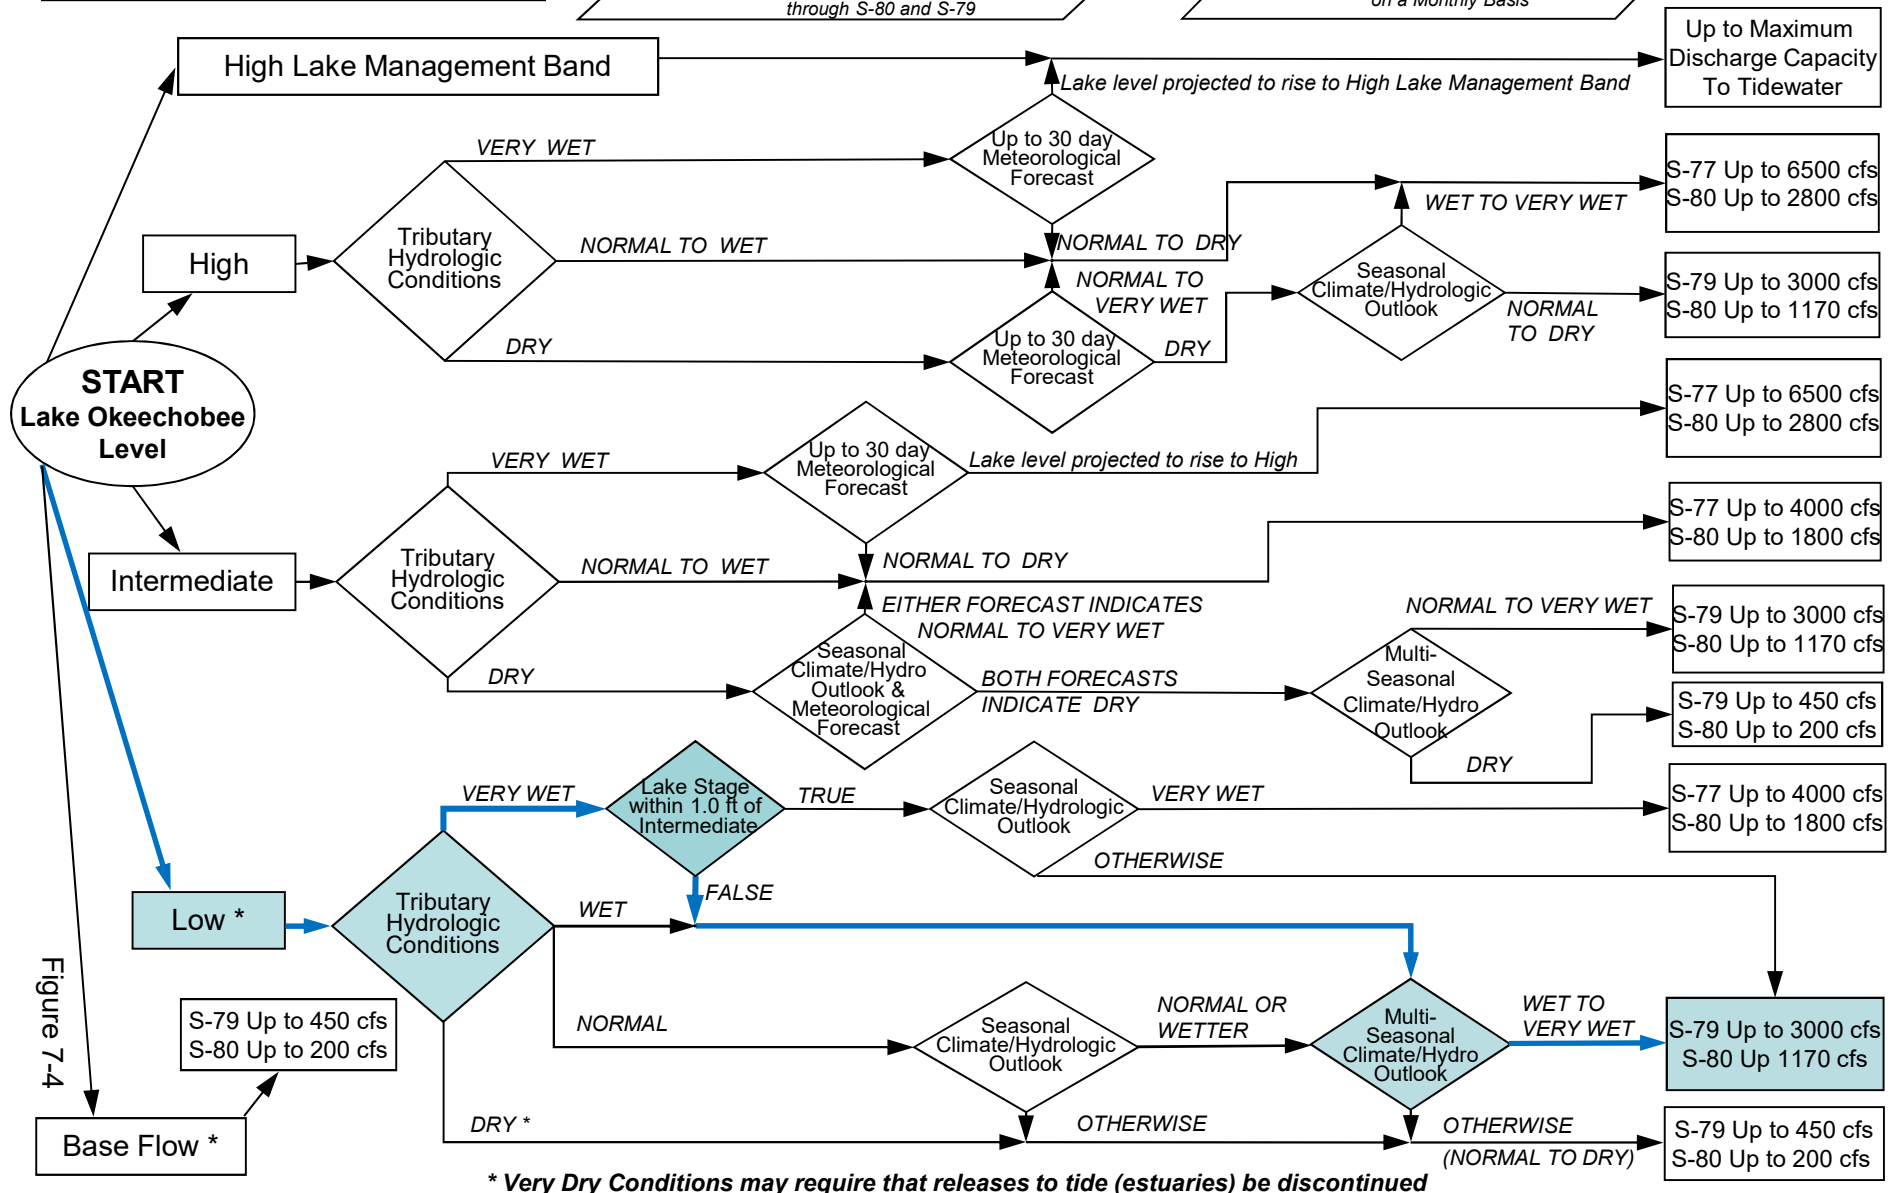 through S-80 and S-79
on a Monthly Basis
Up to Maximum
Discharge Capacity
To Tidewater
High Lake Management Band
Lake level projected to rise to High Lake Management Band
VERY WET
Up to 30 day
Meteorological
Forecast
S-77 Up to 6500 cfs
S-80 Up to 2800 cfs
WET TO VERY WET
High
Tributary
Hydrologic
Conditions
NORMAL TO WET
NORMAL TO DRY
NORMAL TO
VERY WET
Seasonal
Climate/Hydrologic
Outlook
NORMAL
TO DRY
S-79 Up to 3000 cfs
S-80 Up to 1170 cfs
DRY
Up to 30 day
Meteorological
Forecast
DRY
START
Lake Okeechobee
Level
S-77 Up to 6500 cfs
S-80 Up to 2800 cfs
VERY WET
Up to 30 day
Meteorological
Forecast
Lake level projected to rise to High
S-77 Up to 4000 cfs
S-80 Up to 1800 cfs
Intermediate
Tributary
Hydrologic
Conditions
NORMAL TO WET
NORMAL TO DRY
EITHER FORECAST INDICATES
NORMAL TO VERY WET
NORMAL TO VERY WET
S-79 Up to 3000 cfs
S-80 Up to 1170 cfs
DRY
Seasonal
Climate/Hydro
Outlook &
Meteorological
Forecast
BOTH FORECASTS
INDICATE DRY
Multi-
Seasonal
Climate/Hydro
Outlook
DRY
S-79 Up to 450 cfs
S-80 Up to 200 cfs
VERY WET
Lake Stage
within 1.0 ft of
Intermediate
TRUE
Seasonal
Climate/Hydrologic
Outlook
VERY WET
S-77 Up to 4000 cfs
S-80 Up to 1800 cfs
OTHERWISE
FALSE
Low *
Tributary
Hydrologic
Conditions
WET
NORMAL
Seasonal
Climate/Hydrologic
Outlook
NORMAL OR
WETTER
Multi-
Seasonal
Climate/Hydro
Outlook
WET TO
VERY WET
S-79 Up to 3000 cfs
S-80 Up 1170 cfs
Figure 7-4
S-79 Up to 450 cfs
S-80 Up to 200 cfs
Base Flow *
DRY *
OTHERWISE
OTHERWISE
(NORMAL TO DRY)
S-79 Up to 450 cfs
S-80 Up to 200 cfs
* Very Dry Conditions may require that releases to tide (estuaries) be discontinued